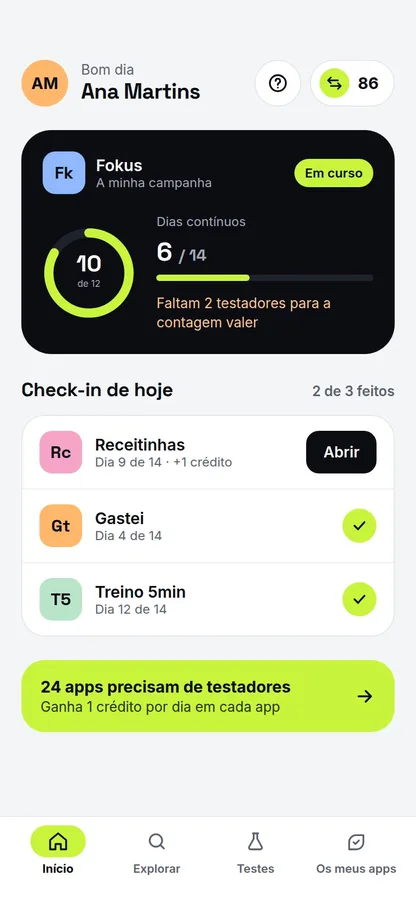 AM
Bom dia
Ana Martins
86
Fk
Fokus
A minha campanha
Em curso
10
de 12
Dias contínuos
6 / 14
Faltam 2 testadores para a
contagem valer
Check-in de hoje
2 de 3 feitos
Rc
Receitinhas
Dia 9 de 14 · +1 crédito
Abrir
Gt
Gastei
Dia 4 de 14
T5
Treino 5min
Dia 12 de 14
24 apps precisam de testadores
Ganha 1 crédito por dia em cada app
Início
Explorar
Testes
Os meus apps